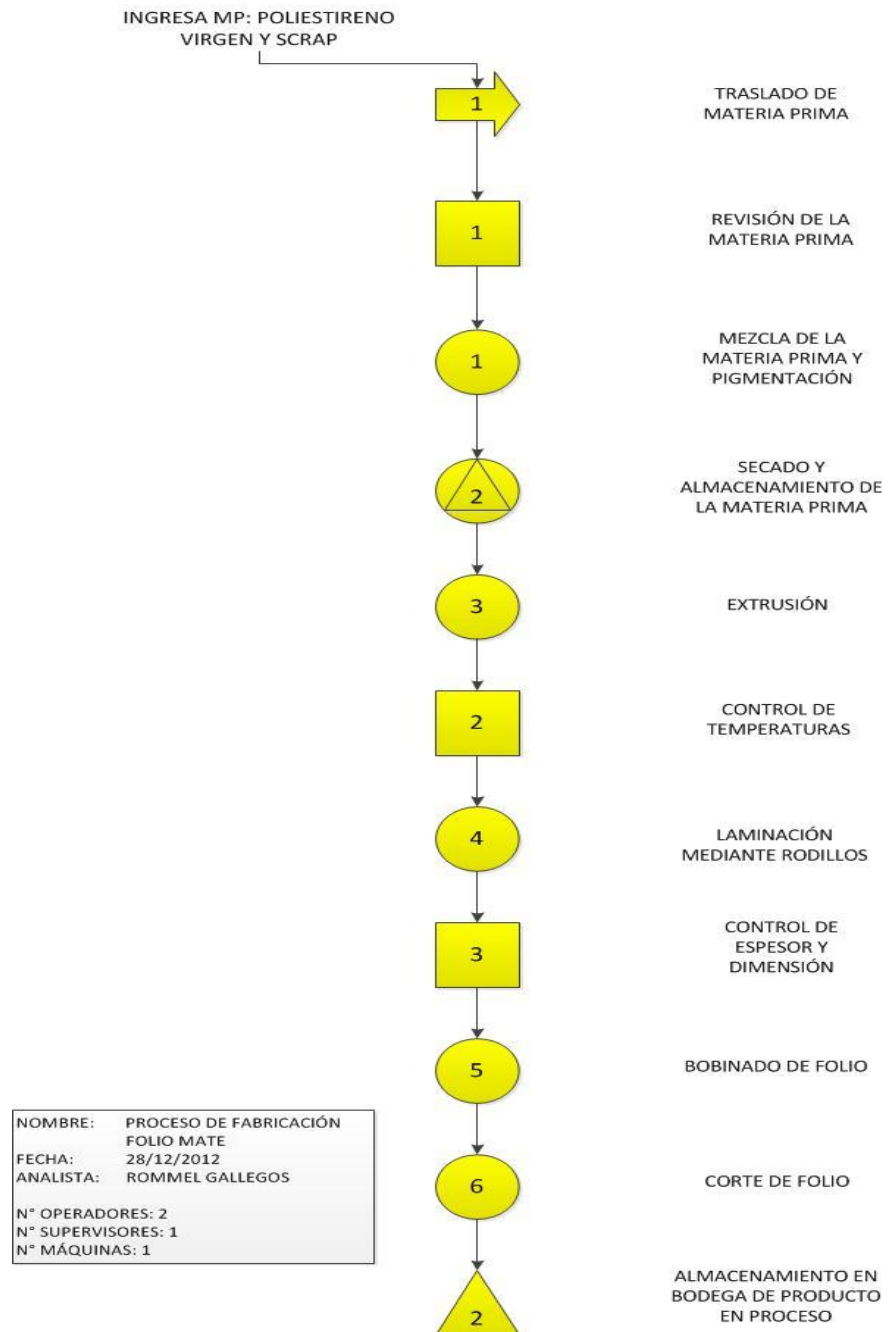 INGRESA MP: POLIESTIRENO
VIRGEN Y SCRAP
1
TRASLADO DE
MATERIA PRIMA
1
REVISIÓN DE LA
MATERIA PRIMA
1
MEZCLA DE LA
MATERIA PRIMA Y
PIGMENTACIÓN
2
SECADO Y
ALMACENAMIENTO DE
LA MATERIA PRIMA
3
EXTRUSIÓN
2
CONTROL DE
TEMPERATURAS
4
LAMINACIÓN
MEDIANTE RODILLOS
3
CONTROL DE
ESPESOR Y
DIMENSIÓN
5
BOBINADO DE FOLIO
6
CORTE DE FOLIO
2
ALMACENAMIENTO EN
BODEGA DE PRODUCTO
EN PROCESO
NOMBRE: PROCESO DE FABRICACIÓN
FOLIO MATE
FECHA: 28/12/2012
ANALISTA: ROMMEL GALLEGOS
N° OPERADORES: 2
N° SUPERVISORES: 1
N° MÁQUINAS: 1